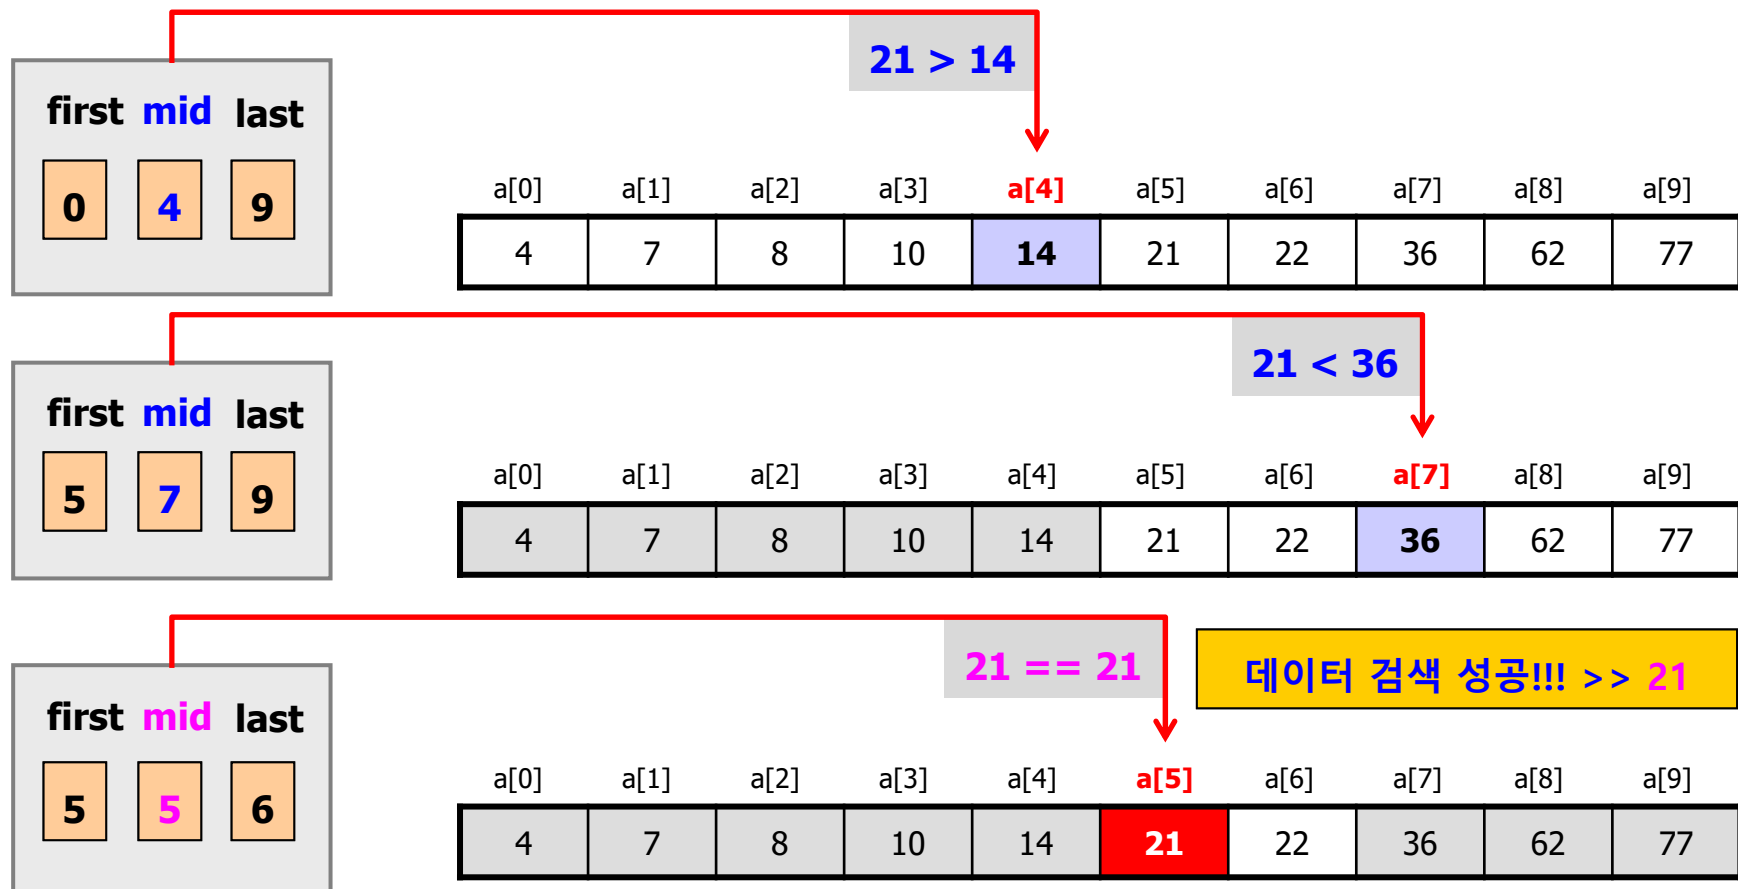 21 > 14
first mid last
0 4 9
a[0] a[1] a[2] a[3] a[4] a[5] a[6] a[7] a[8] a[9]
4 7 8 10 14 21 22 36 62 77
21 < 36
first mid last
5 7 9
a[0] a[1] a[2] a[3] a[4] a[5] a[6] a[7] a[8] a[9]
4 7 8 10 14 21 22 36 62 77
21 == 21
데이터 검색 성공!!! >> 21
first mid last
5 5 6
a[0] a[1] a[2] a[3] a[4] a[5] a[6] a[7] a[8] a[9]
4 7 8 10 14 21 22 36 62 77